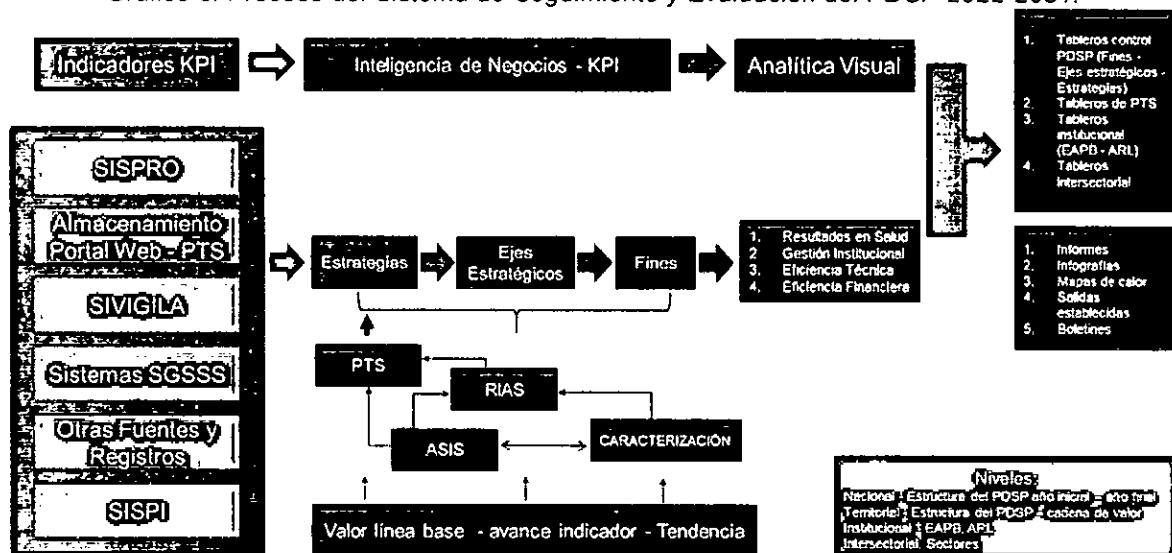 Gráfico 6. Proceso del Sistema de Seguimiento y Evaluación del PDSP 2022-2031.
Indicadores KPI
Inteligencia de Negocios - KPI
Analítica Visual
1. Tableros control
PDSP (Fines -
Ejes estratégicos -
Estrategias)
2. Tableros de PTS
3. Tableros
institucional
(EAPB - ARL)
4. Tableros
Intersectorial
SISPRO
Almacenamiento
Portal Web - PTS
SIVIGILA
Sistemas SGSSS
Otras Fuentes y
Registros
SISPI
Estrategias
Ejes
Estratégicos
Fines
1. Resultados en Salud
2 Gestión Institucional
3. Eficiencia Técnica
4. Eficiencia Financiera
1. Informes
2. Infografías
3. Mapas de calor
4. Salidas
establecidas
5. Boletines
PTS
RIAS
ASIS
CARACTERIZACIÓN
Valor línea base - avance indicador - Tendencia
Niveles:
Nacional - Estructura del PDSP año inicial – año final
Territorial - Estructura del PDSP – cadena de valor
Institucional: EAPB, ARL
Intersectorial: Sectores